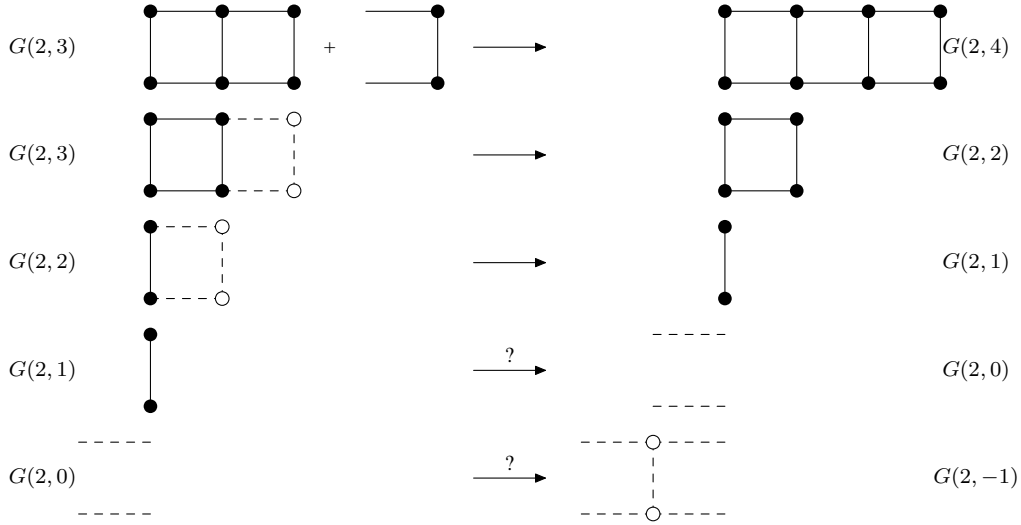 G(2, 3) + G(2, 4)
G(2, 3) G(2, 2)
G(2, 2) G(2, 1)
G(2, 1) ? G(2, 0)
G(2, 0) ? G(2, −1)